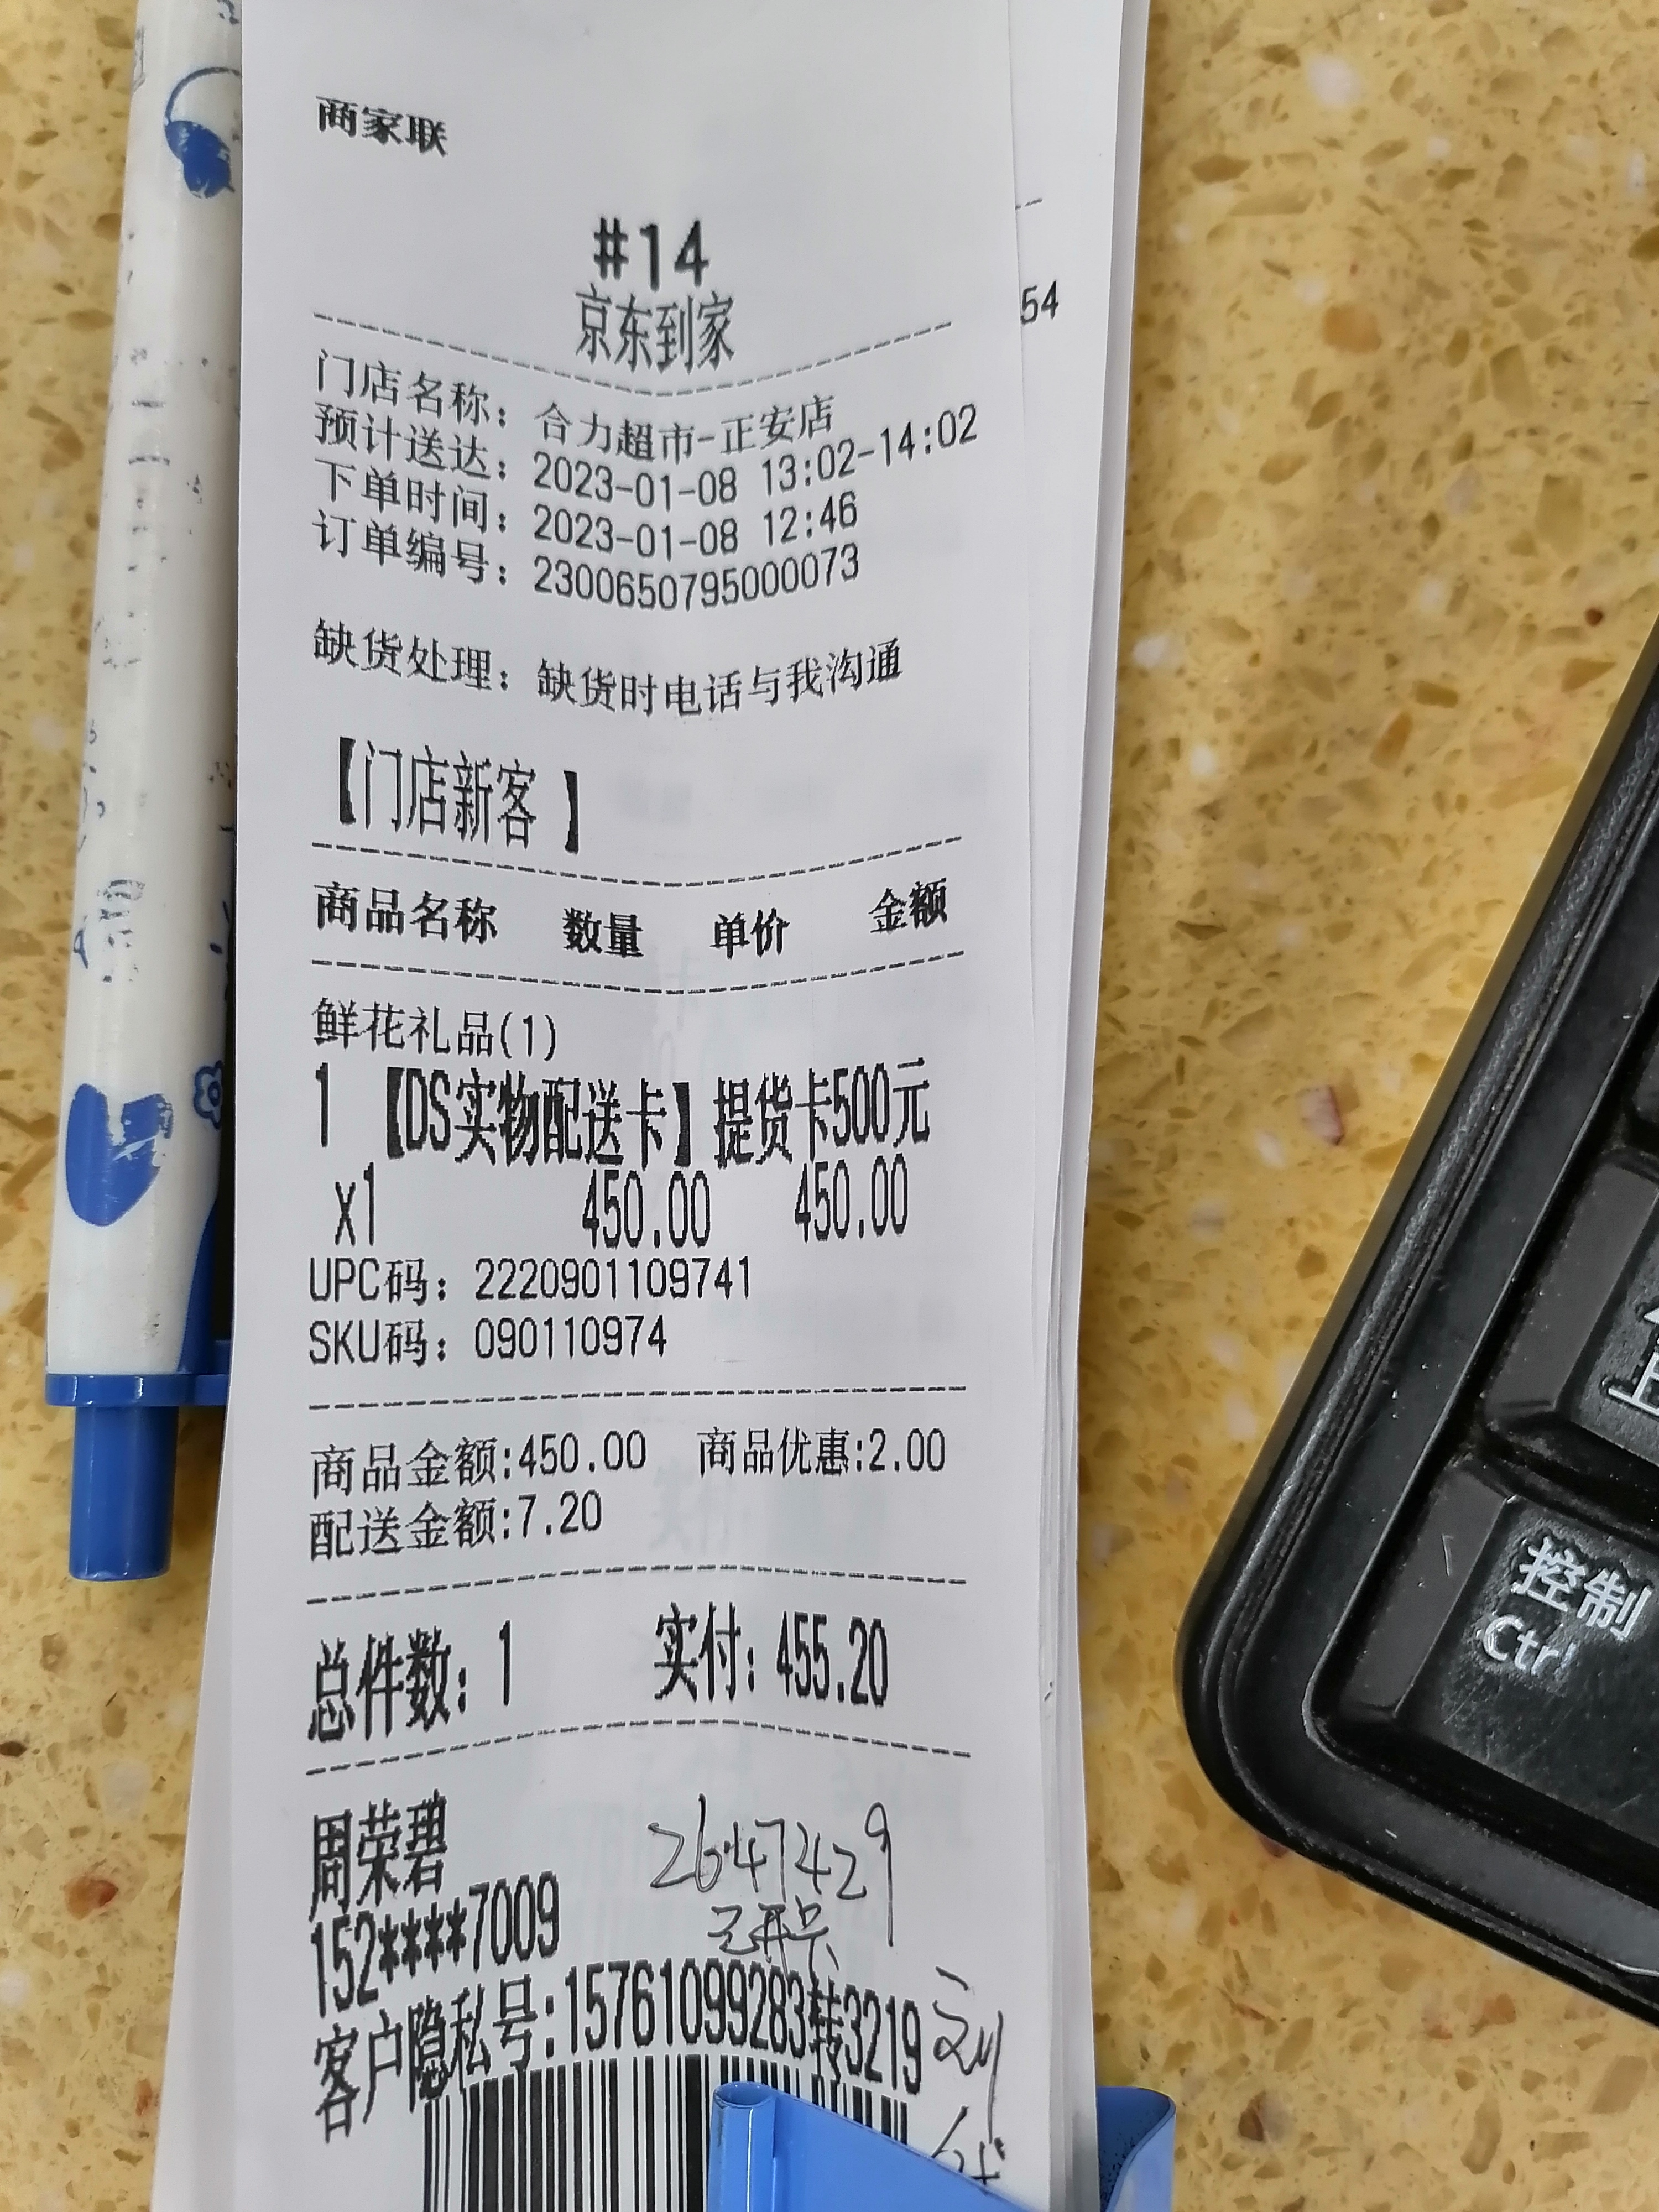 商家联
#14
京东到家
54
门店名称：合力超市-正安店
预计送达：2023-01-08 13:02-14:02
下单时间：2023-01-08 12:46
订单编号：2300650795000073
缺货处理：缺货时电话与我沟通
【门店新客 】
商品名称 数量 单价 金额
鲜花礼品(1)
1 【DS实物配送卡】提货卡500元
x1 450.00 450.00
UPC码：2220901109741
SKU码：090110974
商品金额:450.00 商品优惠:2.00
配送金额:7.20
总件数：1 实付：455.20
周荣碧
2647429
152****7009
已开卡
客户隐私号:15761099283转3219
控制
Ctrl